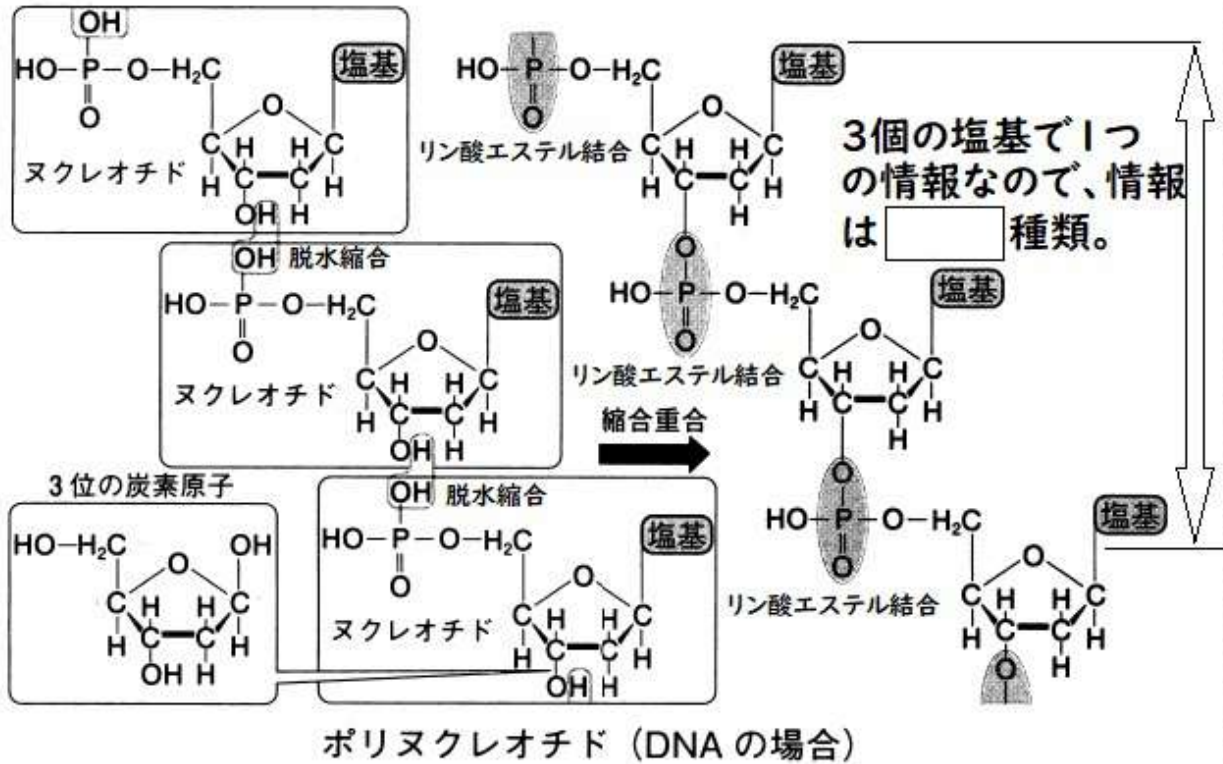 OH
HO-P-O-H₂C
O
塩基
O
C H H C
H C-C H
OH H
ヌクレオチド
脱水縮合
OH
HO-P-O-H₂C
O
塩基
O
C H H C
H C-C H
OH H
ヌクレオチド
脱水縮合
OH
HO-P-O-H₂C
O
塩基
O
C H H C
H C-C H
OH H
ヌクレオチド
3位の炭素原子
HO-H₂C OH
O
C H H C
H C-C H
OH H
縮合重合
HO-P-O-H₂C
O
塩基
リン酸エステル結合
O
C H H C
H C-C H
H
O
HO-P-O-H₂C
O
塩基
リン酸エステル結合
O
C H H C
H C-C H
H
O
HO-P-O-H₂C
O
塩基
リン酸エステル結合
O
C H H C
H C-C H
H
O
3個の塩基で1つ
の情報なので、情報
は 種類。
ポリヌクレオチド(DNA の場合)